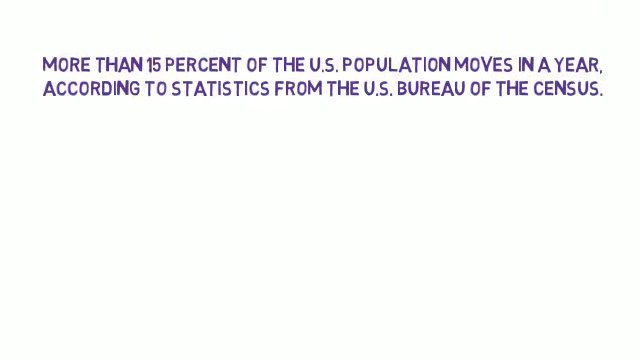 MORE THAN 15 PERCENT OF THE U.S. POPULATION MOVES IN A YEAR,
ACCORDING TO STATISTICS FROM THE U.S. BUREAU OF THE CENSUS.